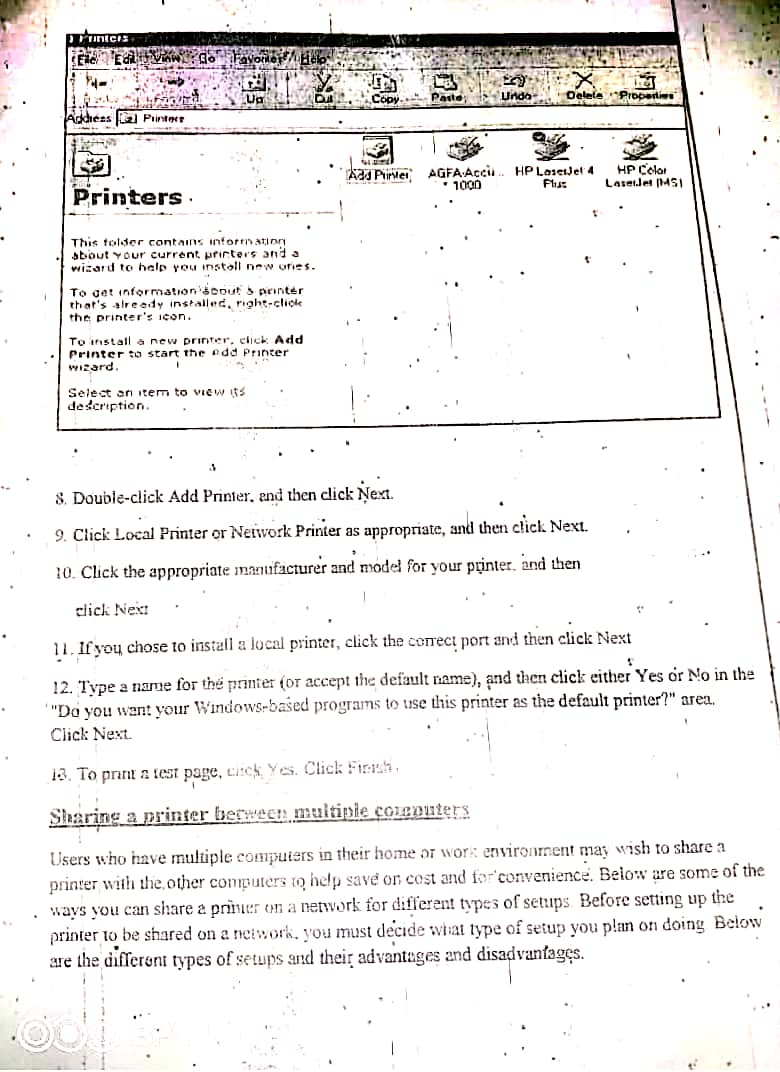 Printers
File Edit View Go Favorites Help
Up Cut Copy Paste Undo Delete Properties
Address Printers
Add Printer AGFA-Accu... 1000 HP LaserJet 4 Plus HP Color LaserJet (MS)
Printers
This folder contains information
about your current printers and a
wizard to help you install new ones.
To get information about a printer
that's already installed, right-click
the printer's icon.
To install a new printer, click Add
Printer to start the Add Printer
wizard.
Select an item to view its
description.
8. Double-click Add Printer, and then click Next.
9. Click Local Printer or Network Printer as appropriate, and then click Next.
10. Click the appropriate manufacturer and model for your printer, and then
click Next
11. If you chose to install a local printer, click the correct port and then click Next
12. Type a name for the printer (or accept the default name), and then click either Yes or No in the
"Do you want your Windows-based programs to use this printer as the default printer?" area.
Click Next.
13. To print a test page, click Yes. Click Finish.
Sharing a printer between multiple computers
Users who have multiple computers in their home or work environment may wish to share a
printer with the other computers to help save on cost and for convenience. Below are some of the
ways you can share a printer on a network for different types of setups. Before setting up the
printer to be shared on a network, you must decide what type of setup you plan on doing. Below
are the different types of setups and their advantages and disadvantages.